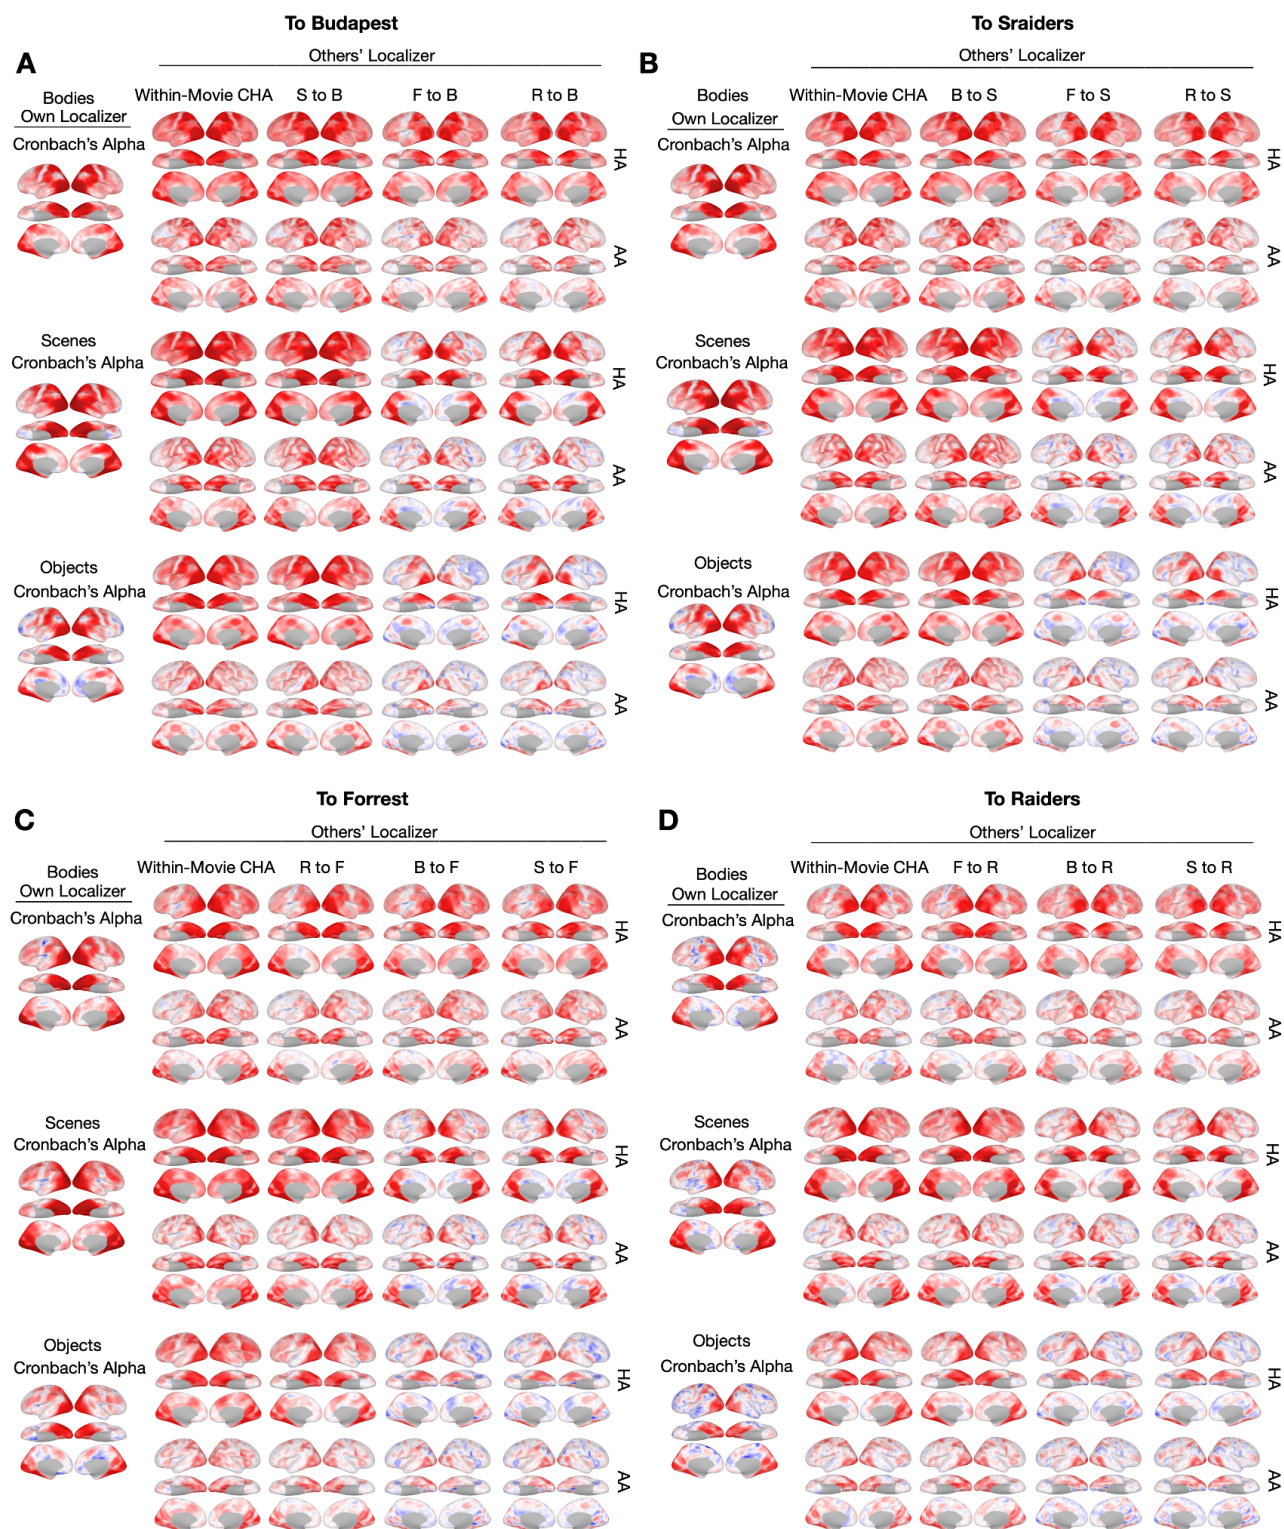 To Budapest
A
Others' Localizer
Bodies
Own Localizer
Within-Movie CHA S to B F to B R to B
Cronbach's Alpha
HA
AA
Scenes
Cronbach's Alpha
HA
AA
Objects
Cronbach's Alpha
HA
AA
To Sraiders
B
Others' Localizer
Bodies
Own Localizer
Within-Movie CHA B to S F to S R to S
Cronbach's Alpha
HA
AA
Scenes
Cronbach's Alpha
HA
AA
Objects
Cronbach's Alpha
HA
AA
To Forrest
C
Others' Localizer
Bodies
Own Localizer
Within-Movie CHA R to F B to F S to F
Cronbach's Alpha
HA
AA
Scenes
Cronbach's Alpha
HA
AA
Objects
Cronbach's Alpha
HA
AA
To Raiders
D
Others' Localizer
Bodies
Own Localizer
Within-Movie CHA F to R B to R S to R
Cronbach's Alpha
HA
AA
Scenes
Cronbach's Alpha
HA
AA
Objects
Cronbach's Alpha
HA
AA